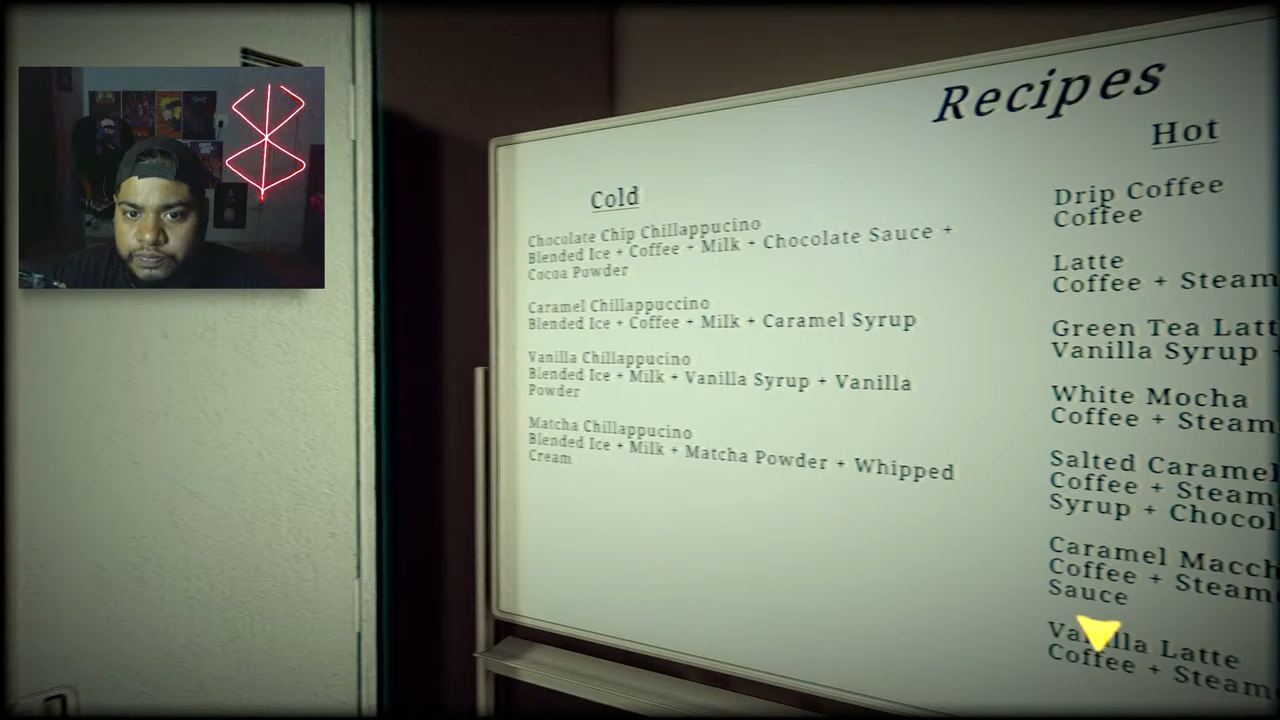 Recipes
Cold
Chocolate Chip Chillappucino
Blended Ice + Coffee + Milk + Chocolate Sauce +
Cocoa Powder
Caramel Chillappuccino
Blended Ice + Coffee + Milk + Caramel Syrup
Vanilla Chillappucino
Blended Ice + Milk + Vanilla Syrup + Vanilla
Powder
Matcha Chillappucino
Blended Ice + Milk + Matcha Powder + Whipped
Cream
Hot
Drip Coffee
Coffee
Latte
Coffee + Steam
Green Tea Latt
Vanilla Syrup +
White Mocha
Coffee + Steam
Salted Caramel
Coffee + Steam
Syrup + Chocol
Caramel Macch
Coffee + Steam
Sauce
Vanilla Latte
Coffee + Steam